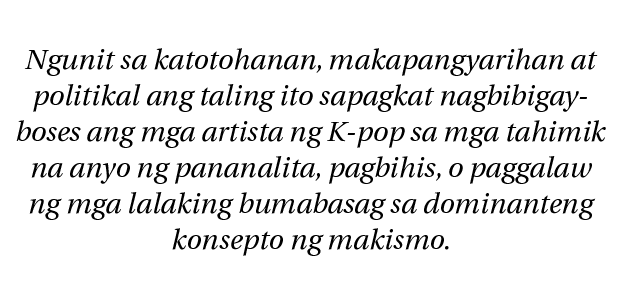 Ngunit sa katotohanan, makapangyarihan at
politikal ang taling ito sapagkat nagbibigay-
boses ang mga artista ng K-pop sa mga tahimik
na anyo ng pananalita, pagbihis, o paggalaw
ng mga lalaking bumabasag sa dominanteng
konsepto ng makismo.